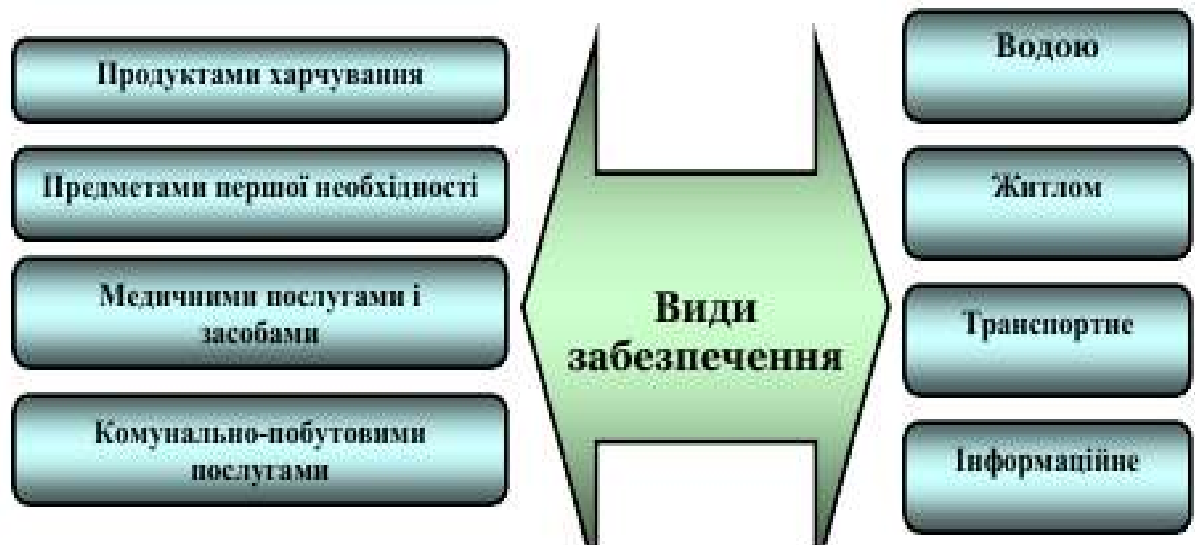 Продуктами харчування
Предметами першої необхідності
Медичними послугами і
засобами
Комунально-побутовими
послугами
Види
забезпечення
Водою
Житлом
Транспортне
Інформаційне